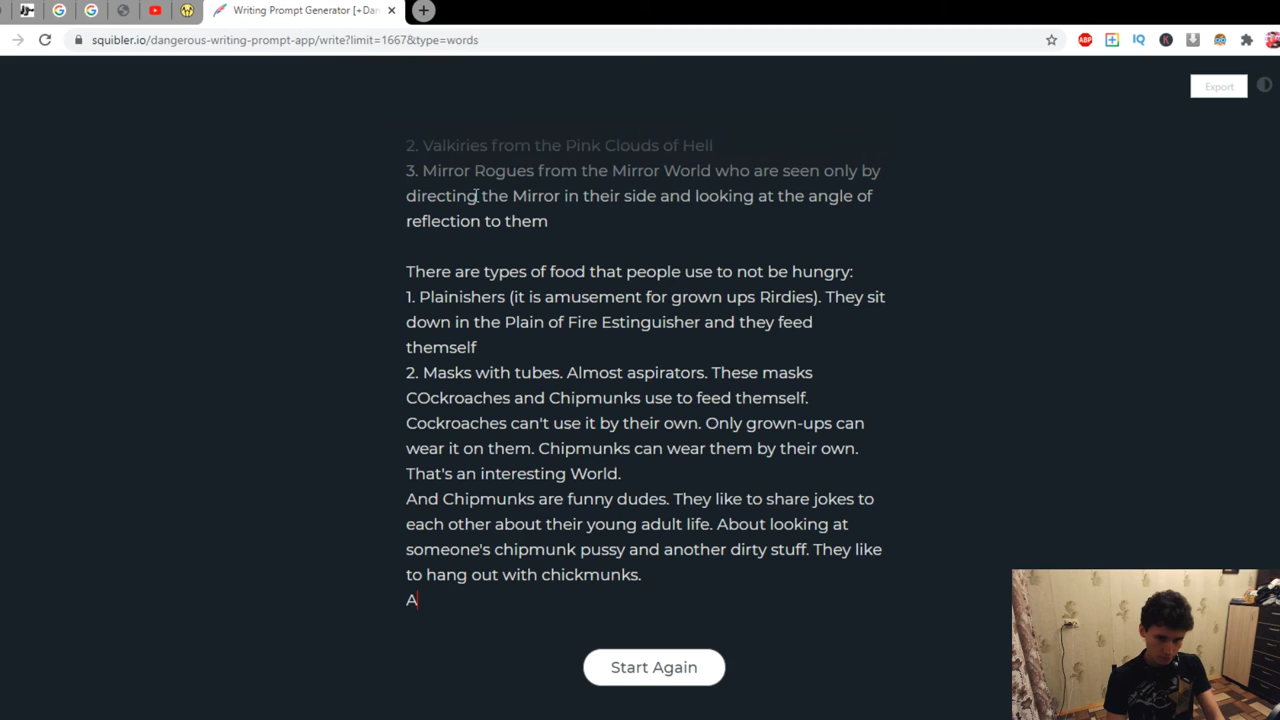 Writing Prompt Generator [+Dan
squibler.io/dangerous-writing-prompt-app/write?limit=1667&type=words
Export
2. Valkiries from the Pink Clouds of Hell
3. Mirror Rogues from the Mirror World who are seen only by
directing the Mirror in their side and looking at the angle of
reflection to them
There are types of food that people use to not be hungry:
1. Plainishers (it is amusement for grown ups Rirdies). They sit
down in the Plain of Fire Estinguisher and they feed
themself
2. Masks with tubes. Almost aspirators. These masks
COckroaches and Chipmunks use to feed themself.
Cockroaches can't use it by their own. Only grown-ups can
wear it on them. Chipmunks can wear them by their own.
That's an interesting World.
And Chipmunks are funny dudes. They like to share jokes to
each other about their young adult life. About looking at
someone's chipmunk pussy and another dirty stuff. They like
to hang out with chickmunks.
A
Start Again